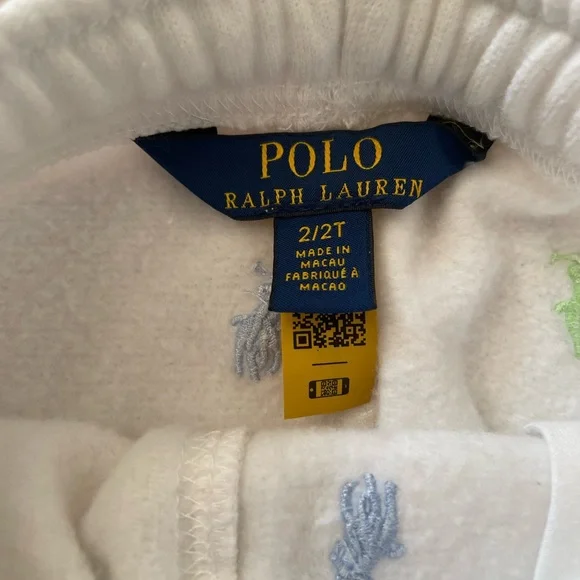 POLO
RALPH LAUREN
2/2T
MADE IN
MACAU
FABRIQUÉ À
MACAO